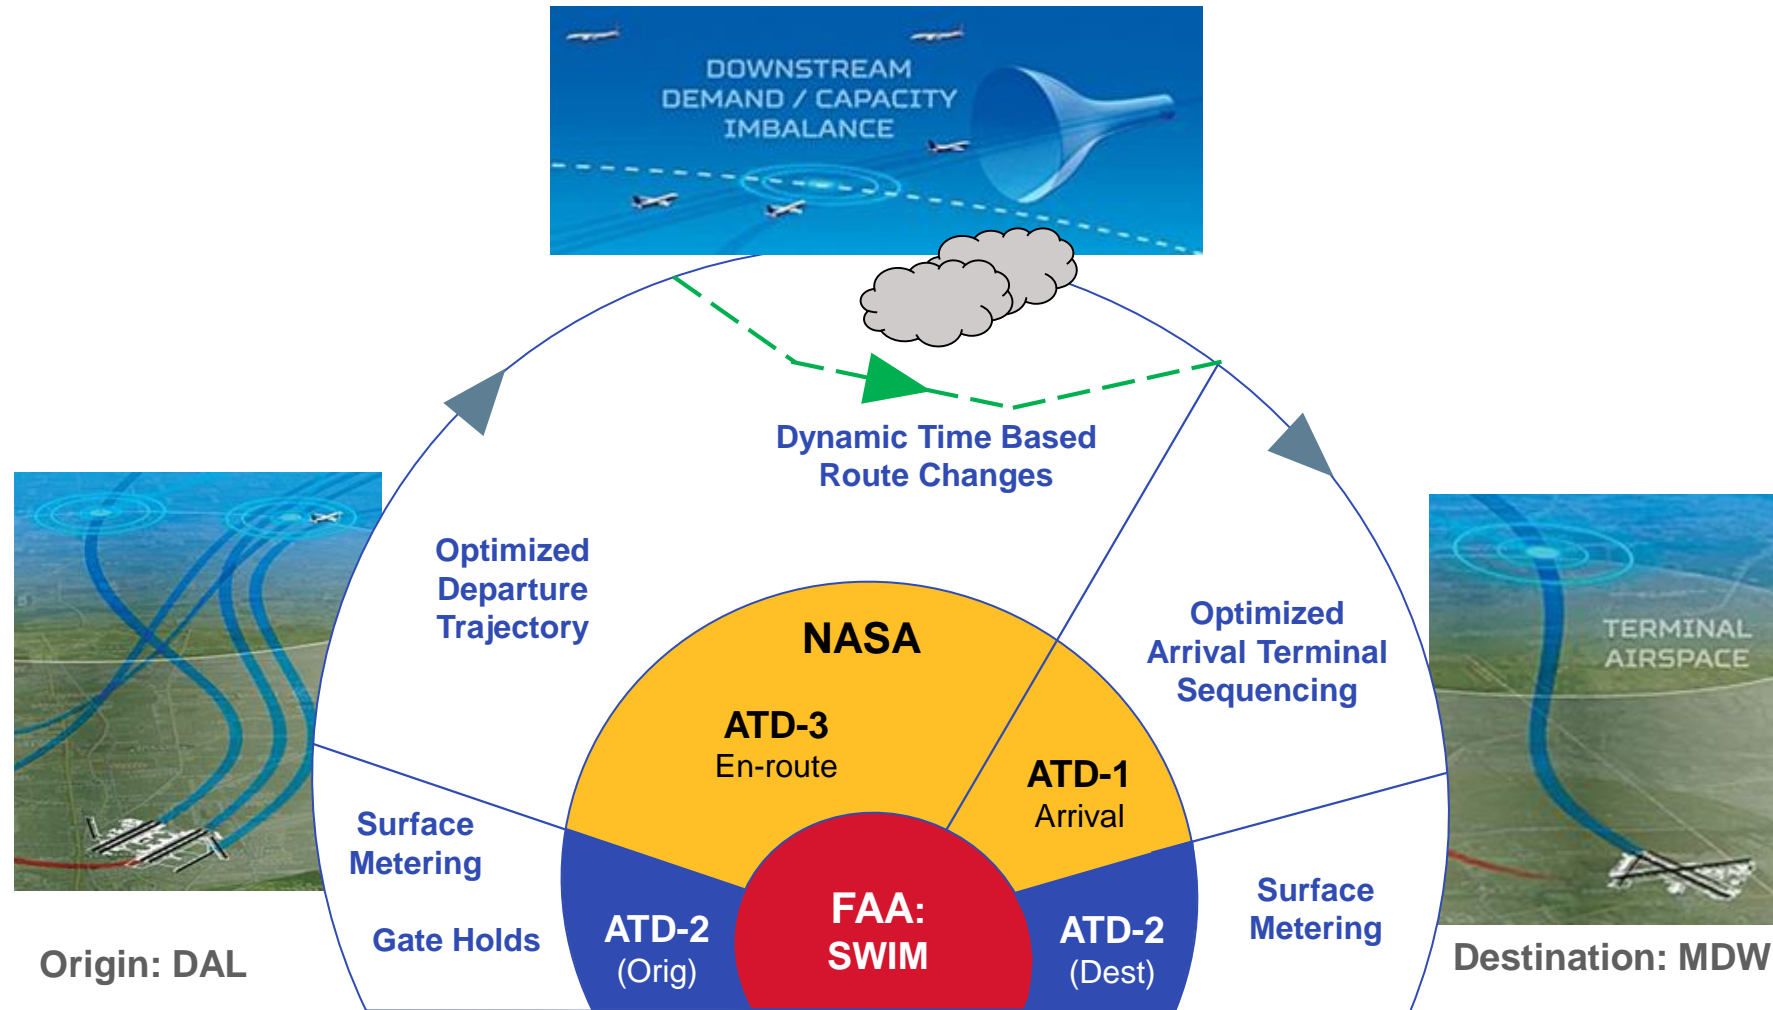 DOWNSTREAM
DEMAND / CAPACITY
IMBALANCE
Dynamic Time Based
Route Changes
Optimized
Departure
Trajectory
Optimized
Arrival Terminal
Sequencing
TERMINAL
AIRSPACE
NASA
ATD-3
En-route
ATD-1
Arrival
Surface
Metering
Gate Holds
ATD-2
(Orig)
FAA:
SWIM
ATD-2
(Dest)
Surface
Metering
Origin: DAL
Destination: MDW